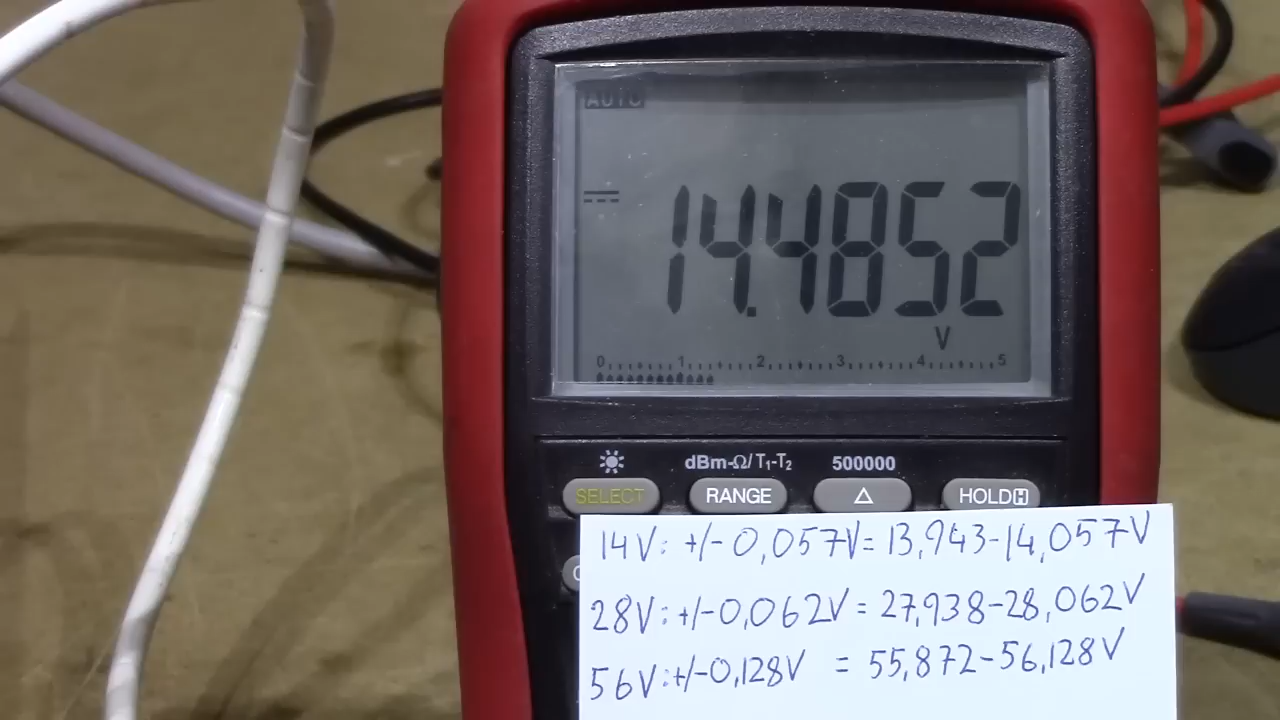 AUTO
14.4852
V
0 1 2 3 4 5
dBm-Ω/T1-T2 500000
SELECT RANGE Δ HOLD H
14V: +/- 0,057V = 13,943-14,057V
28V: +/- 0,062V = 27,938-28,062V
56V: +/- 0,128V = 55,872-56,128V